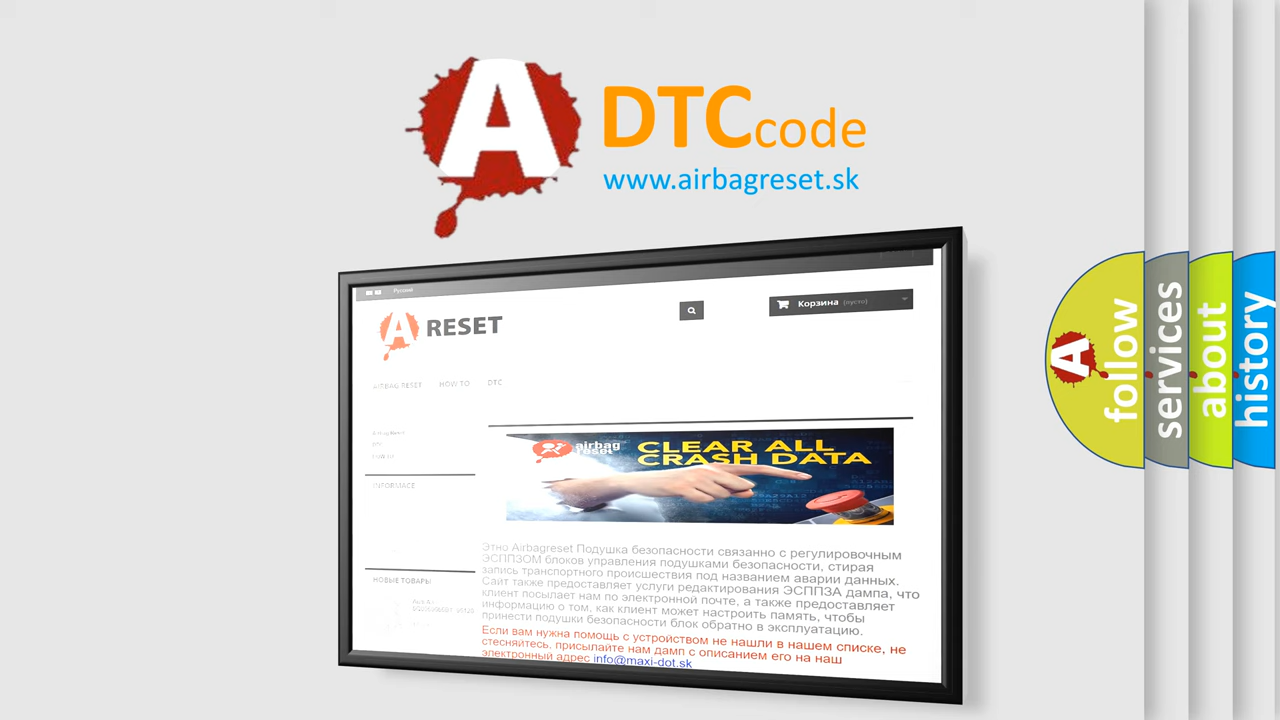 A
DTCcode
www.airbagreset.sk
Русский
A RESET
Корзина (пусто)
AIRBAG RESET HOW TO DTC
INFORMACE
НОВЫЕ ТОВАРЫ
airbag
reset
CLEAR ALL
CRASH DATA
Этно Airbagreset Подушка безопасности связанно с регулировочным
ЭСППЗОМ блоков управления подушками безопасности, стирая
запись транспортного происшествия под названием аварии данных.
Сайт также предоставляет услуги редактирования ЭСППЗА дампа, что
клиент посылает нам по электронной почте, а также предоставляет
информацию о том, как клиент может настроить память, чтобы
принести подушки безопасности блок обратно в эксплуатацию.
Если вам нужна помощь с устройством не нашли в нашем списке, не
стесняйтесь, присылайте нам дамп с описанием его на наш
электронный адрес info@maxi-dot.sk
A
follow
services
about
history